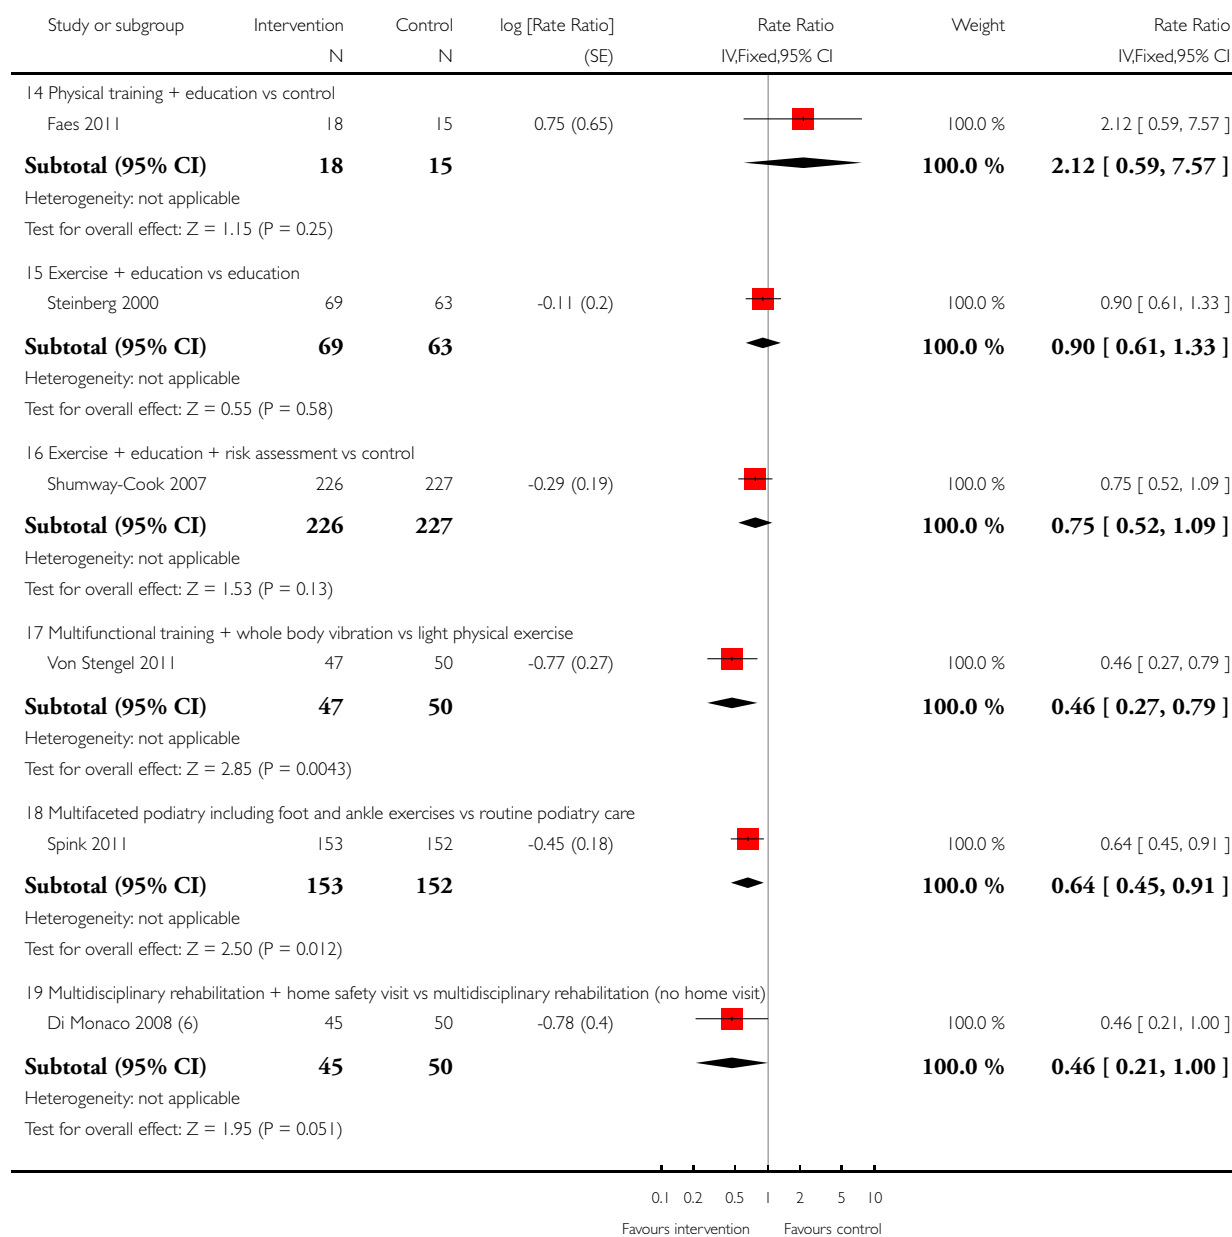 Study or subgroup Intervention Control log [Rate Ratio] Rate Ratio Weight Rate Ratio
N N (SE) IV,Fixed,95% CI IV,Fixed,95% CI
14 Physical training + education vs control
Faes 2011 18 15 0.75 (0.65) 100.0 % 2.12 [ 0.59, 7.57 ]
Subtotal (95% CI) 18 15 100.0 % 2.12 [ 0.59, 7.57 ]
Heterogeneity: not applicable
Test for overall effect: Z = 1.15 (P = 0.25)
15 Exercise + education vs education
Steinberg 2000 69 63 -0.11 (0.2) 100.0 % 0.90 [ 0.61, 1.33 ]
Subtotal (95% CI) 69 63 100.0 % 0.90 [ 0.61, 1.33 ]
Heterogeneity: not applicable
Test for overall effect: Z = 0.55 (P = 0.58)
16 Exercise + education + risk assessment vs control
Shumway-Cook 2007 226 227 -0.29 (0.19) 100.0 % 0.75 [ 0.52, 1.09 ]
Subtotal (95% CI) 226 227 100.0 % 0.75 [ 0.52, 1.09 ]
Heterogeneity: not applicable
Test for overall effect: Z = 1.53 (P = 0.13)
17 Multifunctional training + whole body vibration vs light physical exercise
Von Stengel 2011 47 50 -0.77 (0.27) 100.0 % 0.46 [ 0.27, 0.79 ]
Subtotal (95% CI) 47 50 100.0 % 0.46 [ 0.27, 0.79 ]
Heterogeneity: not applicable
Test for overall effect: Z = 2.85 (P = 0.0043)
18 Multifaceted podiatry including foot and ankle exercises vs routine podiatry care
Spink 2011 153 152 -0.45 (0.18) 100.0 % 0.64 [ 0.45, 0.91 ]
Subtotal (95% CI) 153 152 100.0 % 0.64 [ 0.45, 0.91 ]
Heterogeneity: not applicable
Test for overall effect: Z = 2.50 (P = 0.012)
19 Multidisciplinary rehabilitation + home safety visit vs multidisciplinary rehabilitation (no home visit)
Di Monaco 2008 (6) 45 50 -0.78 (0.4) 100.0 % 0.46 [ 0.21, 1.00 ]
Subtotal (95% CI) 45 50 100.0 % 0.46 [ 0.21, 1.00 ]
Heterogeneity: not applicable
Test for overall effect: Z = 1.95 (P = 0.051)
0.1 0.2 0.5 1 2 5 10
Favours intervention Favours control